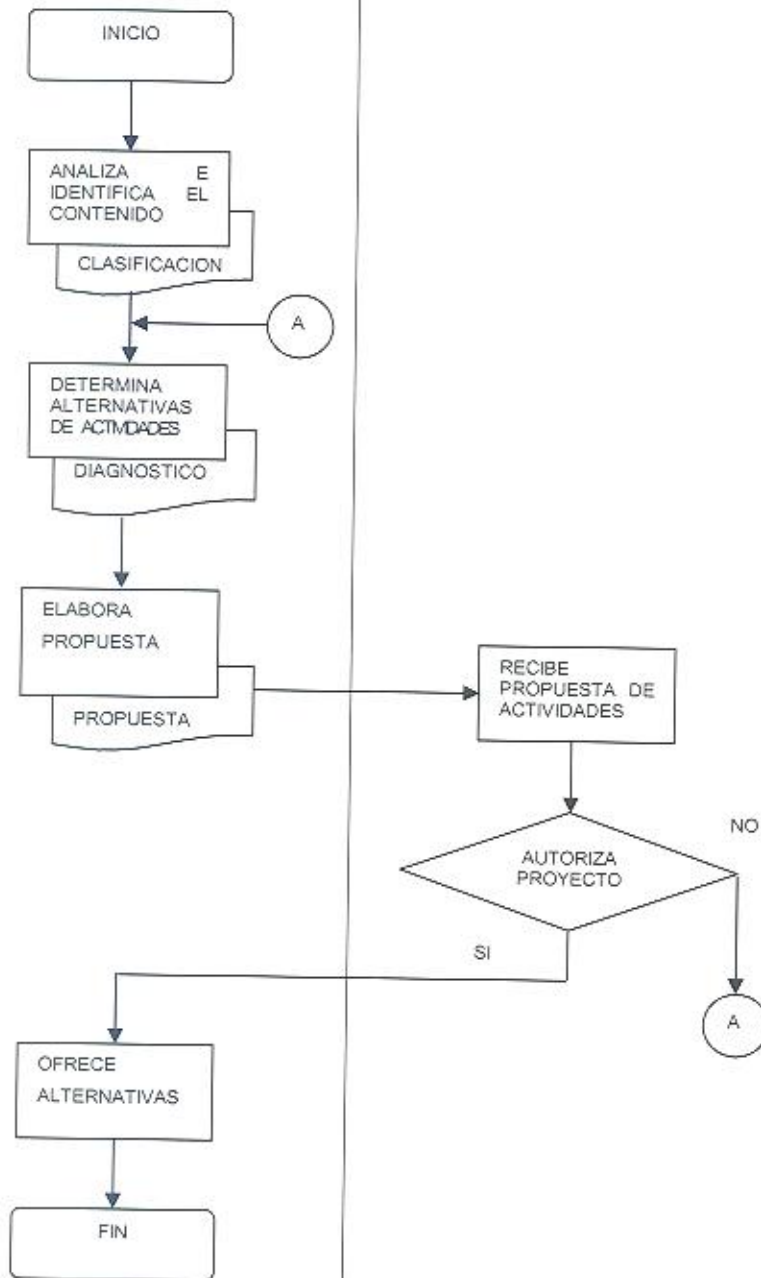 INICIO
ANALIZA E
IDENTIFICA EL
CONTENIDO
CLASIFICACION
A
DETERMINA
ALTERNATIVAS
DE ACTIVIDADES
DIAGNOSTICO
ELABORA
PROPUESTA
PROPUESTA
RECIBE
PROPUESTA DE
ACTIVIDADES
AUTORIZA
PROYECTO
NO
SI
A
OFRECE
ALTERNATIVAS
FIN